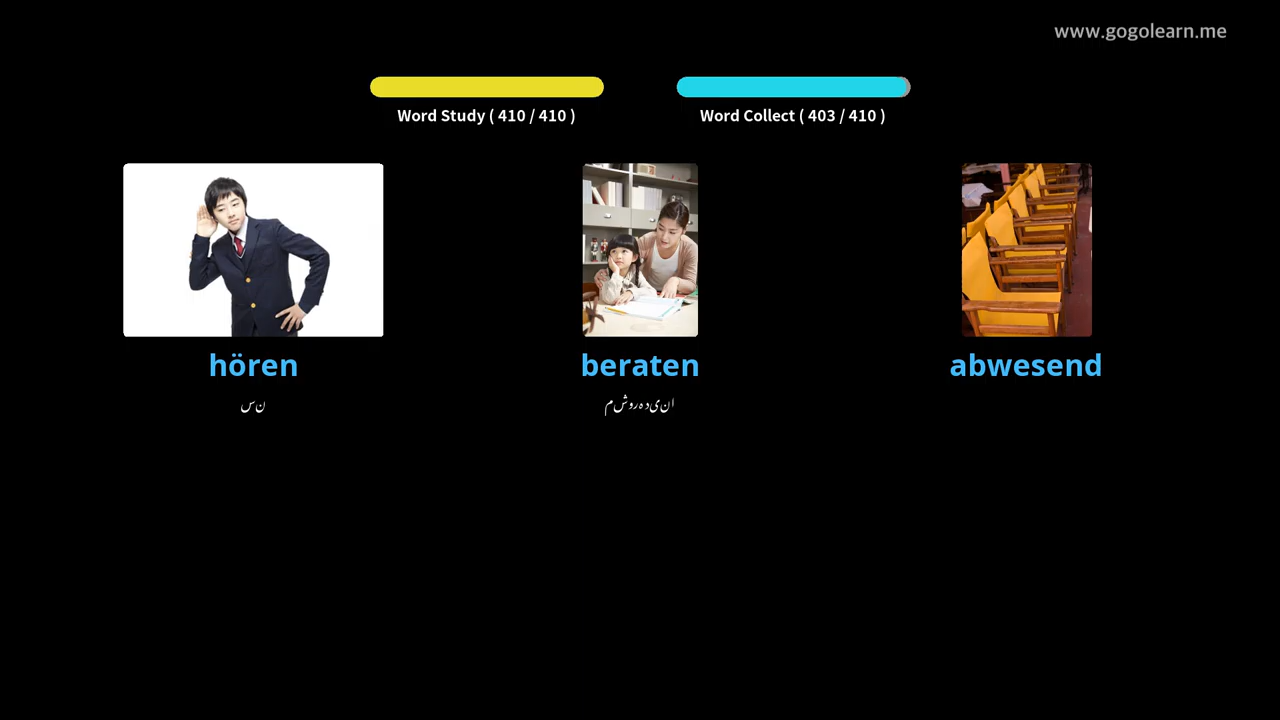 www.gogolearn.me
Word Study ( 410 / 410 )
Word Collect ( 403 / 410 )
hören
beraten
abwesend
سن
مشورہ دینا